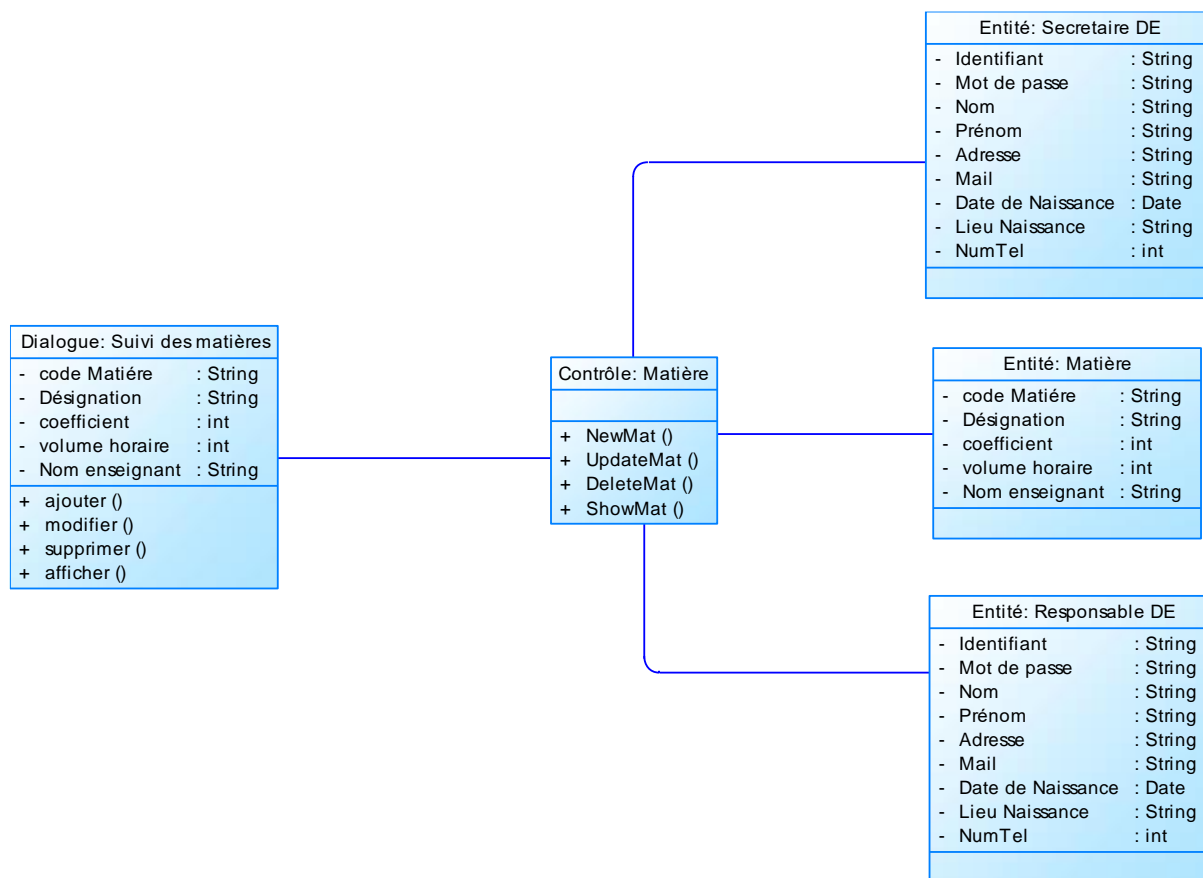 Entité: Secretaire DE
- Identifiant : String
- Mot de passe : String
- Nom : String
- Prénom : String
- Adresse : String
- Mail : String
- Date de Naissance : Date
- Lieu Naissance : String
- NumTel : int
Dialogue: Suivi des matières
- code Matiére : String
- Désignation : String
- coefficient : int
- volume horaire : int
- Nom enseignant : String
+ ajouter ()
+ modifier ()
+ supprimer ()
+ afficher ()
Contrôle: Matière
+ NewMat ()
+ UpdateMat ()
+ DeleteMat ()
+ ShowMat ()
Entité: Matière
- code Matiére : String
- Désignation : String
- coefficient : int
- volume horaire : int
- Nom enseignant : String
Entité: Responsable DE
- Identifiant : String
- Mot de passe : String
- Nom : String
- Prénom : String
- Adresse : String
- Mail : String
- Date de Naissance : Date
- Lieu Naissance : String
- NumTel : int